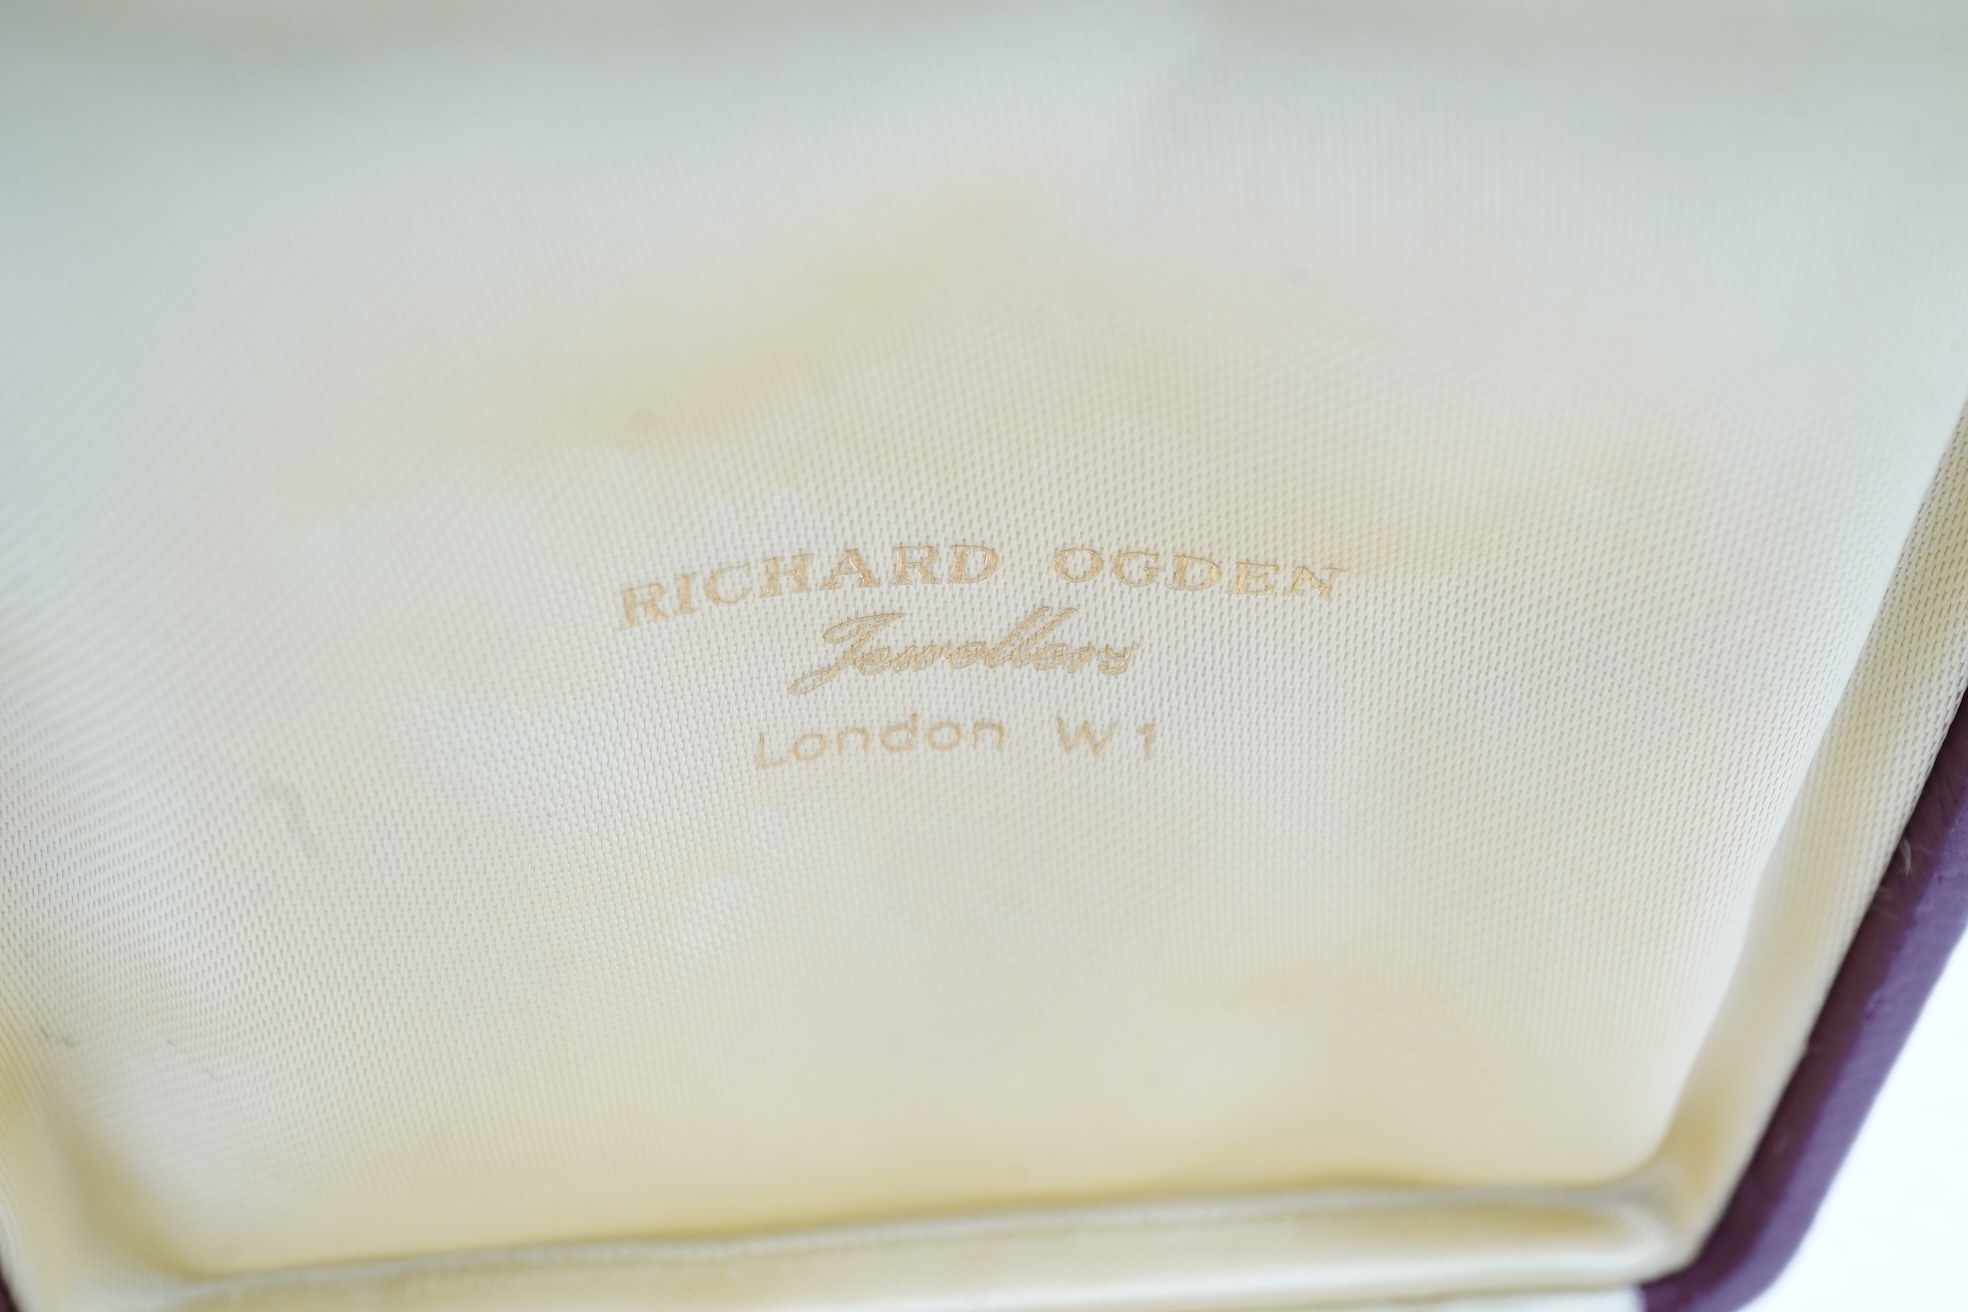 RICHARD OGDEN
Jewellers
London W1